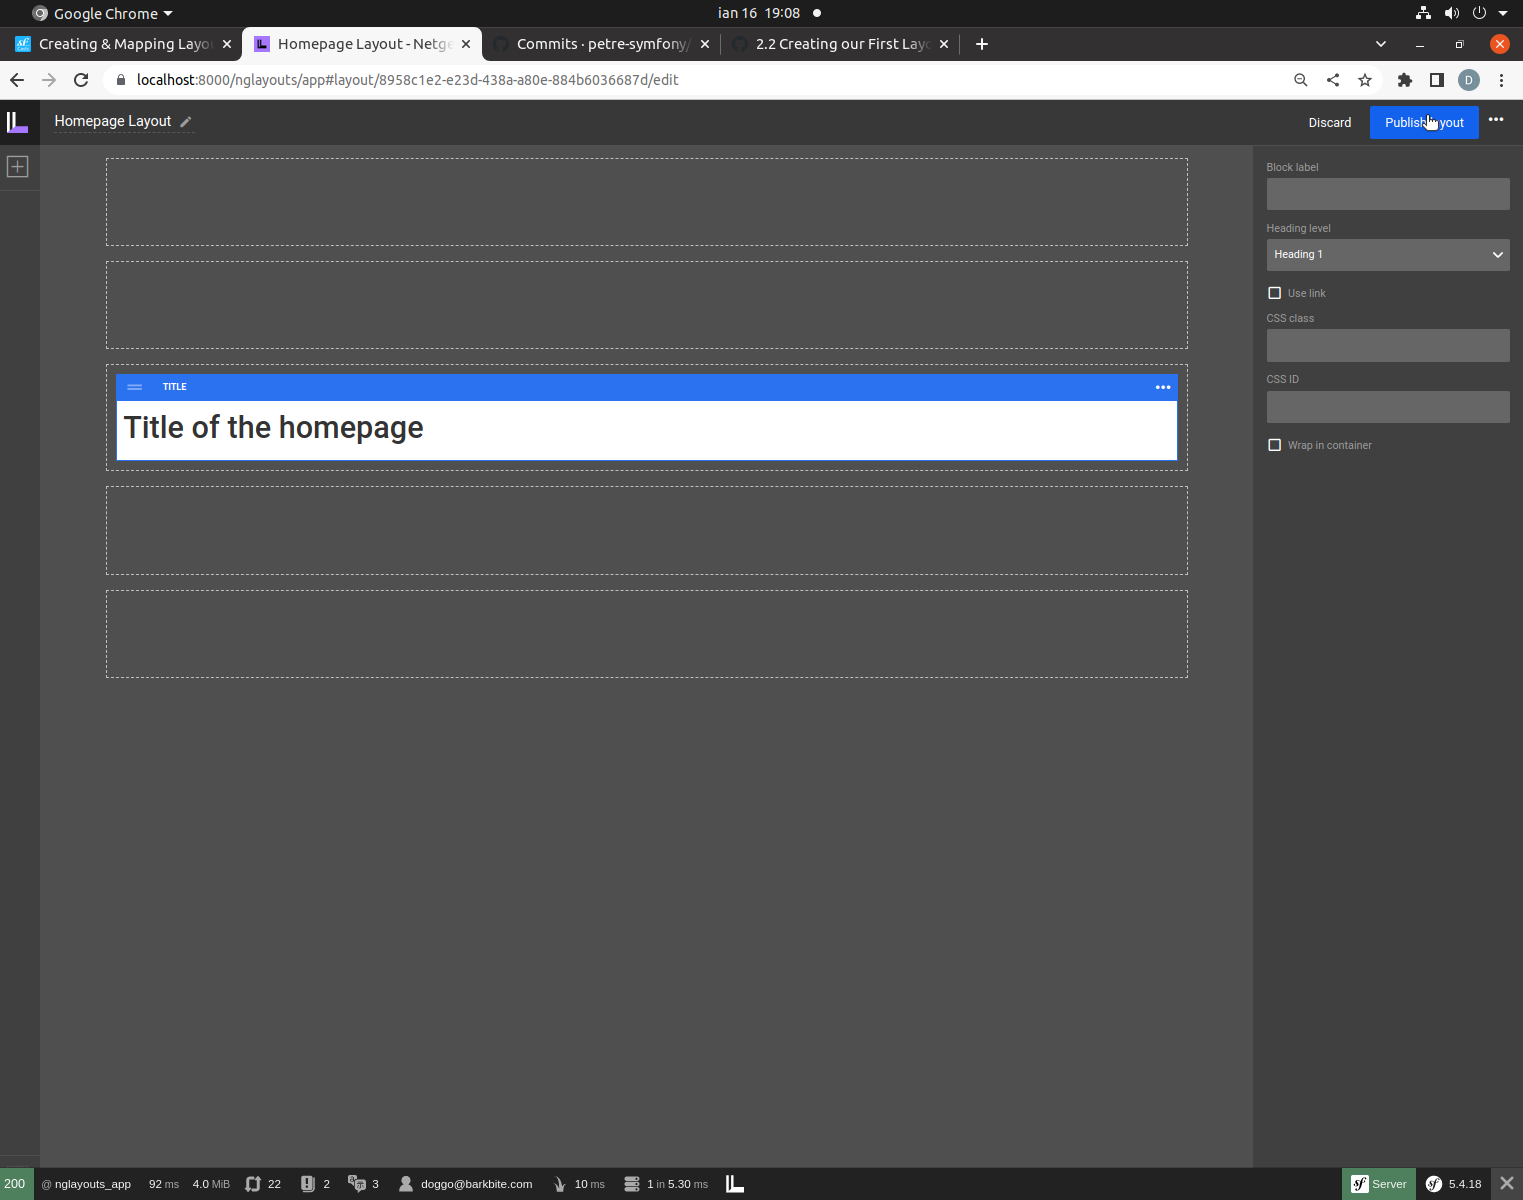 Google Chrome
ian 16 19:08
Creating & Mapping Layo
Homepage Layout - Netge
Commits · petre-symfony/
2.2 Creating our First Layo
localhost:8000/nglayouts/app#layout/8958c1e2-e23d-438a-a80e-884b6036687d/edit
D
Homepage Layout
Discard
Publish layout
Block label
Heading level
Heading 1
Use link
CSS class
CSS ID
Wrap in container
TITLE
Title of the homepage
200 @ nglayouts_app 92 ms 4.0 MiB 22 2 3 doggo@barkbite.com 10 ms 1 in 5.30 ms Server 5.4.18